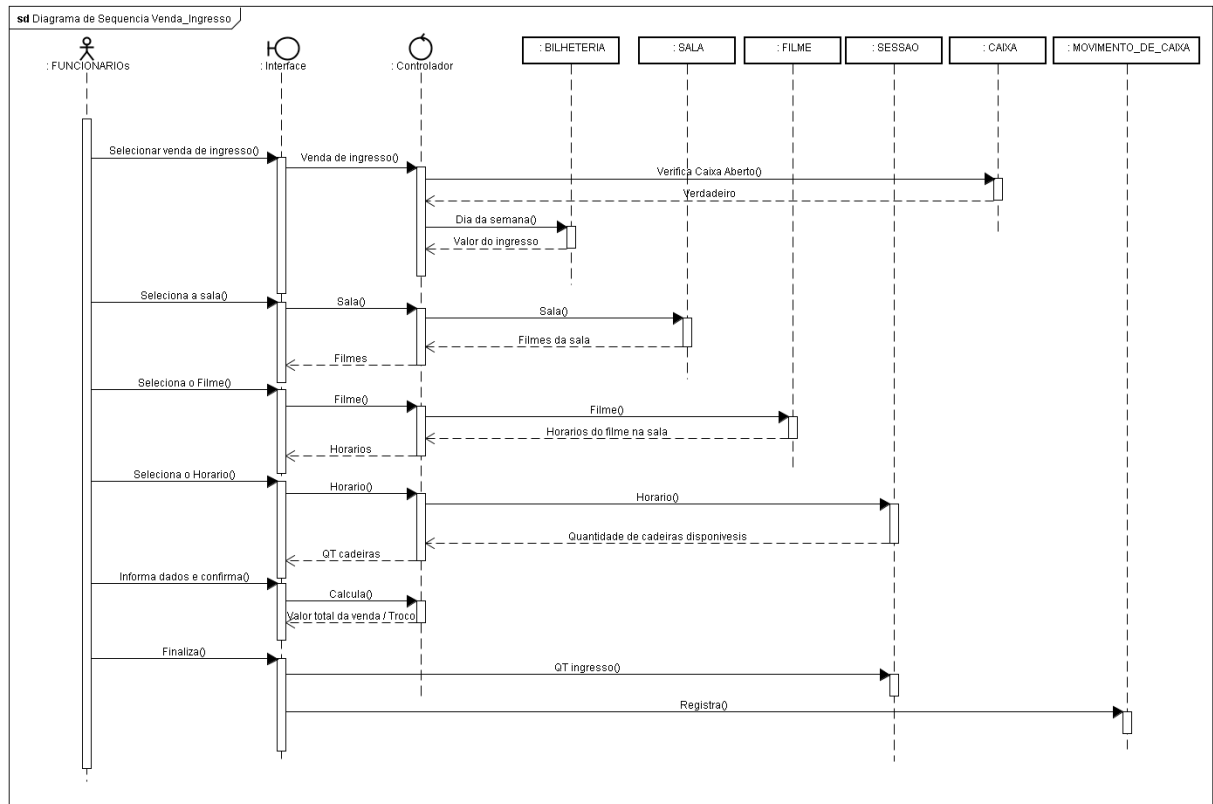 sd Diagrama de Sequencia Venda_Ingresso
: FUNCIONARIOs
: Interface
: Controlador
: BILHETERIA
: SALA
: FILME
: SESSAO
: CAIXA
: MOVIMENTO_DE_CAIXA
Selecionar venda de ingresso()
Venda de ingresso()
Verifica Caixa Aberto()
Verdadeiro
Dia da semana()
Valor do ingresso
Seleciona a sala()
Sala()
Sala()
Filmes da sala
Filmes
Seleciona o Filme()
Filme()
Filme()
Horarios do filme na sala
Horarios
Seleciona o Horario()
Horario()
Horario()
Quantidade de cadeiras disponivesis
QT cadeiras
Informa dados e confirma()
Calcula()
Valor total da venda / Troco
Finaliza()
QT ingresso()
Registra()